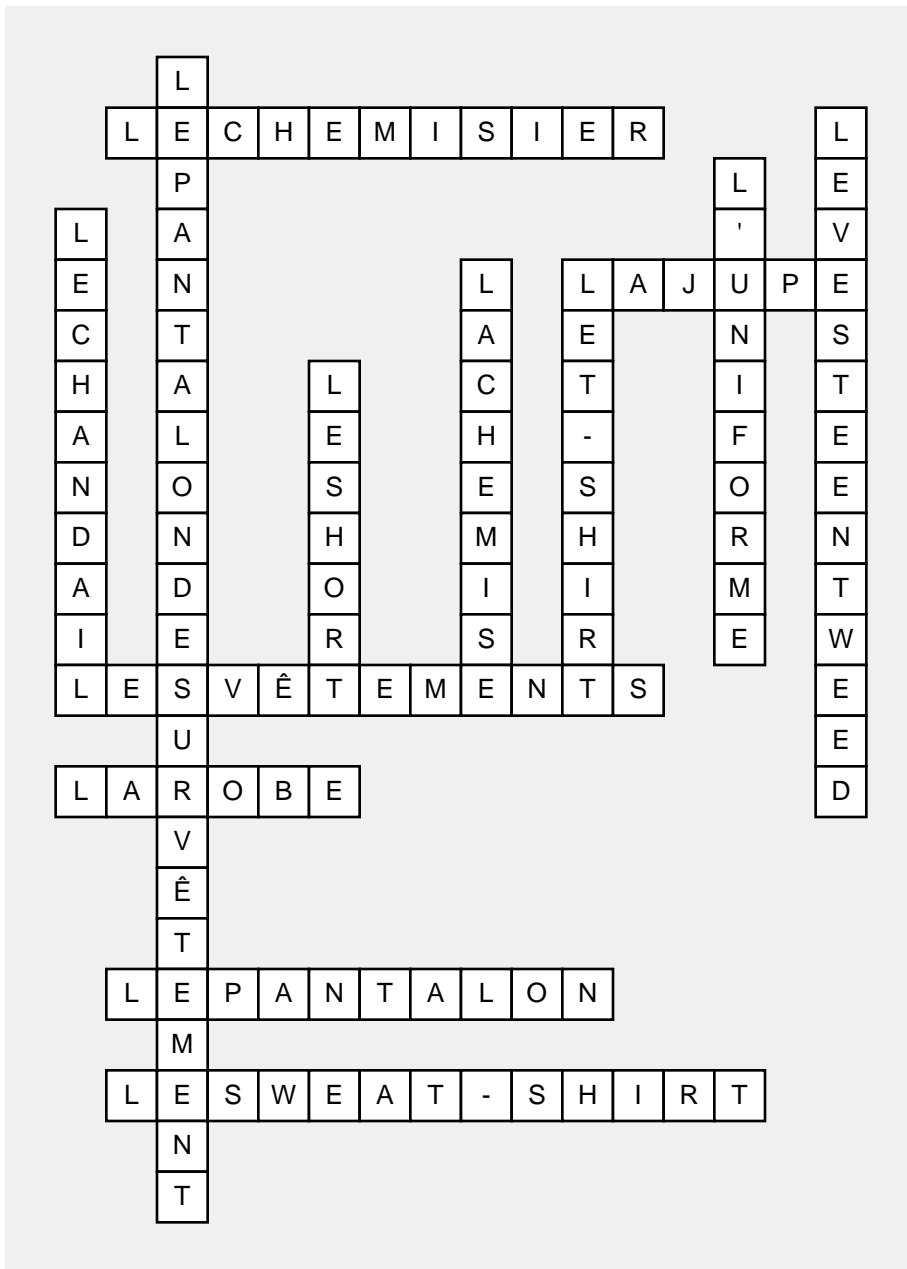 LEPANTALONDESURVÊTEMENT
LECHEMISIER
LEVESTEENTWEED
L'UNIFORME
LECHANDAIL
LACHEMISE
LAJUPE
LET-SHIRT
LESHORT
LESVÊTEMENTS
LAROBE
LEPANTALON
LESWEAT-SHIRT